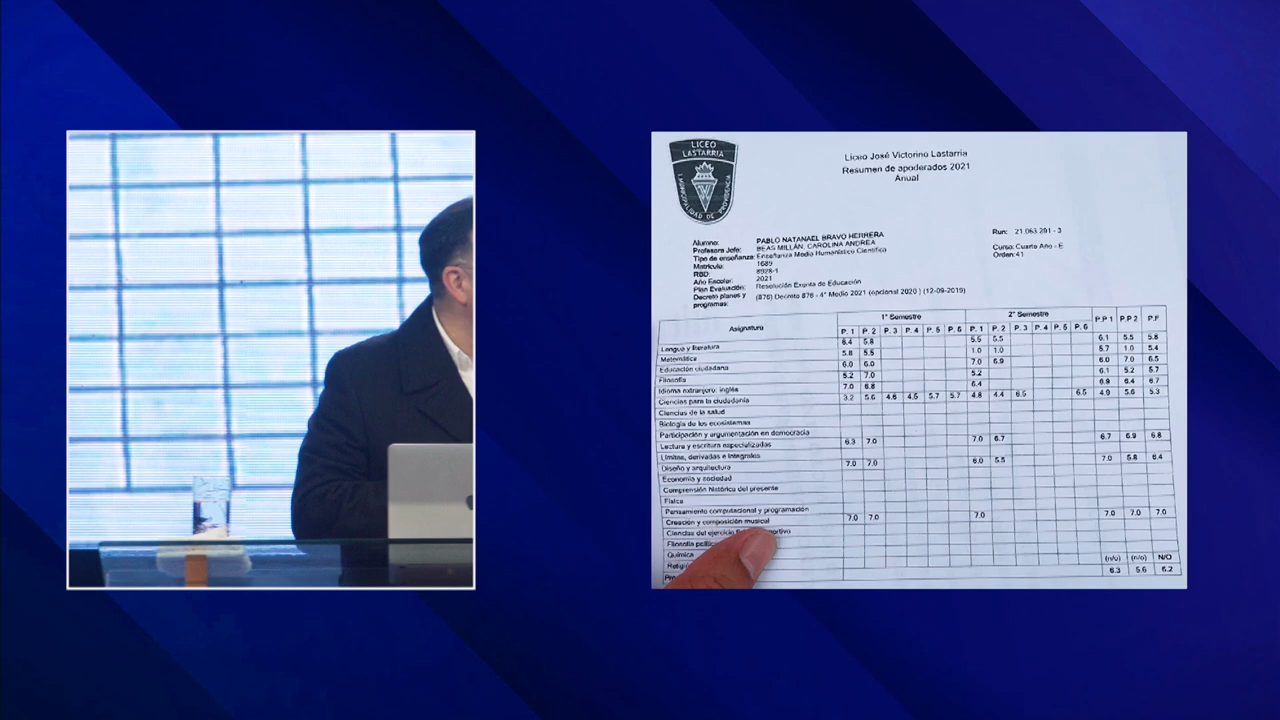 LICEO
LASTARRIA
I. MUNICIPALIDAD DE PROVIDENCIA
Liceo José Victorino Lastarria
Resumen de apoderados 2021
Anual
Alumno: PABLO NATANAEL BRAVO HERRERA Run: 21.063.291 - 3
Profesora Jefe: BEAS MILLÁN, CAROLINA ANDREA
Tipo de enseñanza: Enseñanza Media Humanístico Científica Curso: Cuarto Año - E
Matrícula: 1689 Orden: 41
RBD: 8928-1
Año Escolar: 2021
Plan Evaluación: Resolución Exenta de Educación
Decreto planes y programas: (876) Decreto 876 - 4° Medio 2021 (opcional 2020 ) (12-09-2019)
Asignatura 1° Semestre 2° Semestre P.P 1 P.P 2 P.F
P. 1 P. 2 P. 3 P. 4 P. 5 P. 6 P. 1 P. 2 P. 3 P. 4 P. 5 P. 6
Lengua y literatura 6.4 5.8 5.5 5.5 6.1 5.5 5.8
Matemática 5.8 5.5 1.0 1.0 5.7 1.0 5.4
Educación ciudadana 6.0 6.0 7.0 6.9 6.0 7.0 6.5
Filosofía 5.2 7.0 5.2 6.1 5.2 5.7
Idioma extranjero: inglés 7.0 6.8 6.4 6.9 6.4 6.7
Ciencias para la ciudadanía 3.2 5.6 4.6 4.5 5.7 5.7 4.8 4.4 6.5 6.5 4.9 5.6 5.3
Ciencias de la salud
Biología de los ecosistemas
Participación y argumentación en democracia
Lectura y escritura especializadas 6.3 7.0 7.0 6.7 6.7 6.9 6.8
Límites, derivadas e integrales
Diseño y arquitectura 7.0 7.0 6.0 5.5 7.0 5.8 6.4
Economía y sociedad
Comprensión histórica del presente
Física
Pensamiento computacional y programación
Creación y composición musical 7.0 7.0 7.0 7.0 7.0 7.0
Ciencias del ejercicio
Filosofía
Química
(n/o) (n/o) N/O
6.3 5.6 6.2